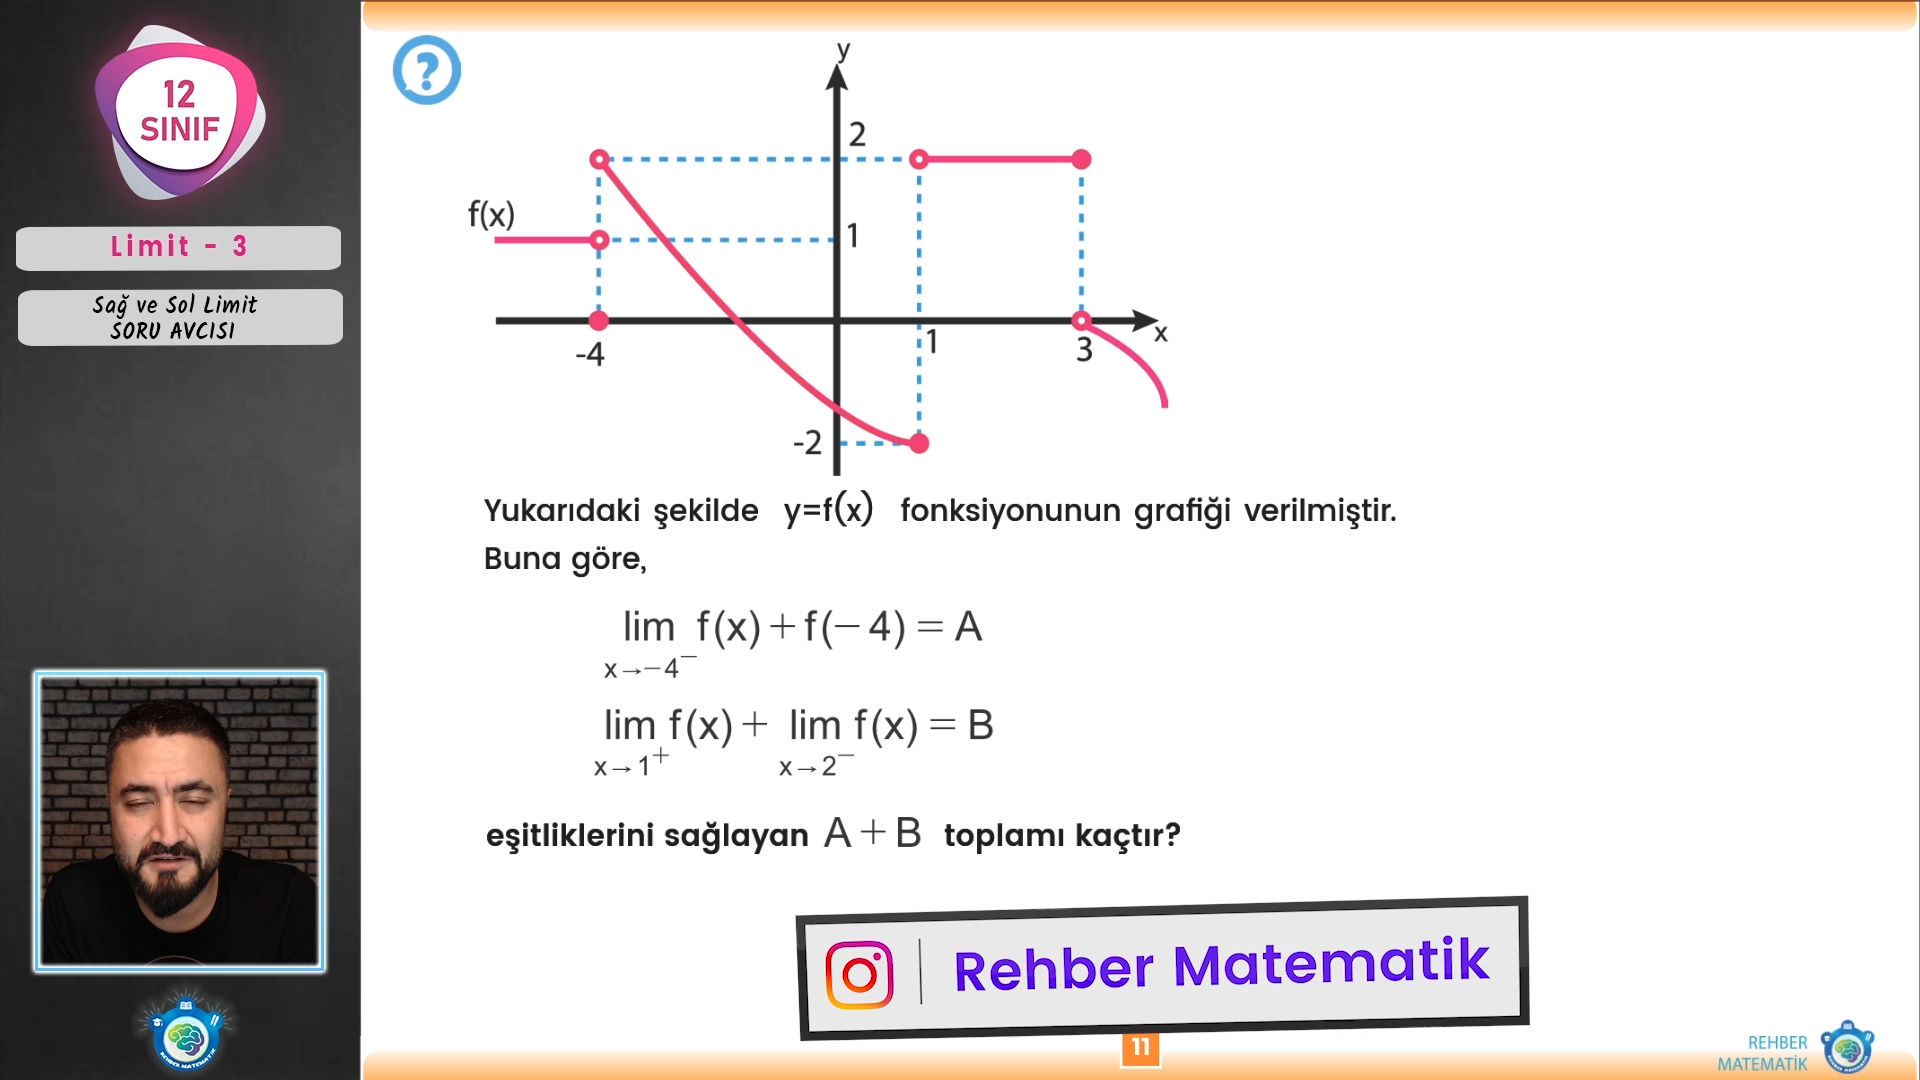 12
SINIF
Limit - 3
Sağ ve Sol Limit
SORU AVCISI
y
2
f(x)
1
-4
1
3
x
-2
Yukarıdaki şekilde y=f(x) fonksiyonunun grafiği verilmiştir.
Buna göre,
lim f(x) + f(− 4) = A
x→−4⁻
lim f(x) + lim f(x) = B
x→1⁺ x→2⁻
eşitliklerini sağlayan A + B toplamı kaçtır?
Rehber Matematik
11
REHBER
MATEMATİK
REHBER MATEMATİK